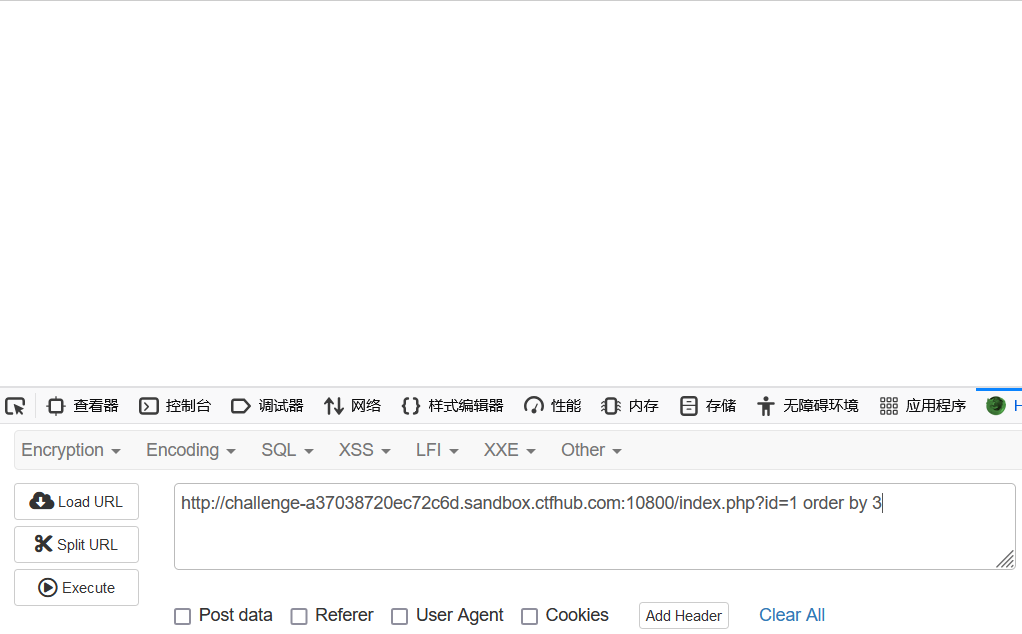 查看器 控制台 调试器 网络 样式编辑器 性能 内存 存储 无障碍环境 应用程序 H
Encryption Encoding SQL XSS LFI XXE Other
Load URL
http://challenge-a37038720ec72c6d.sandbox.ctfhub.com:10800/index.php?id=1 order by 3
Split URL
Execute
Post data Referer User Agent Cookies Add Header Clear All